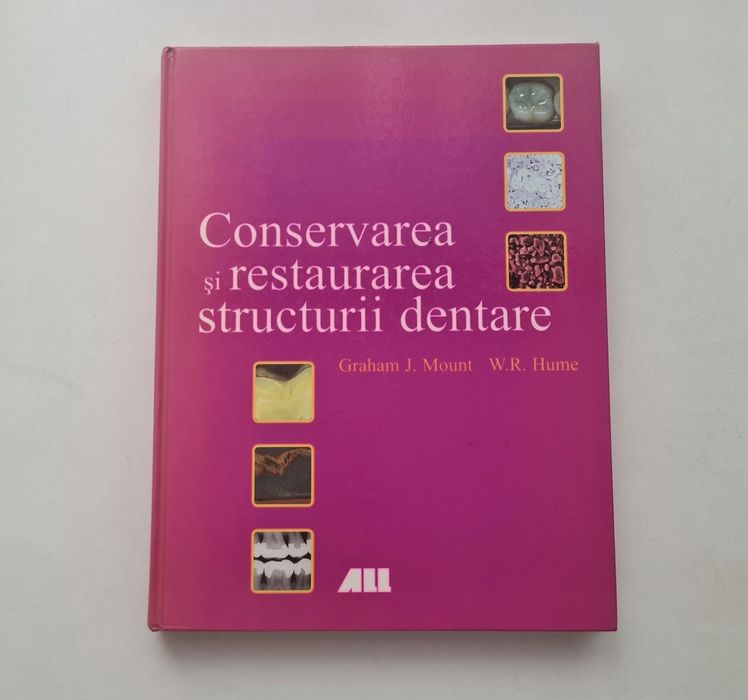 Conservarea
şi restaurarea
structurii dentare
Graham J. Mount W.R. Hume
ALL